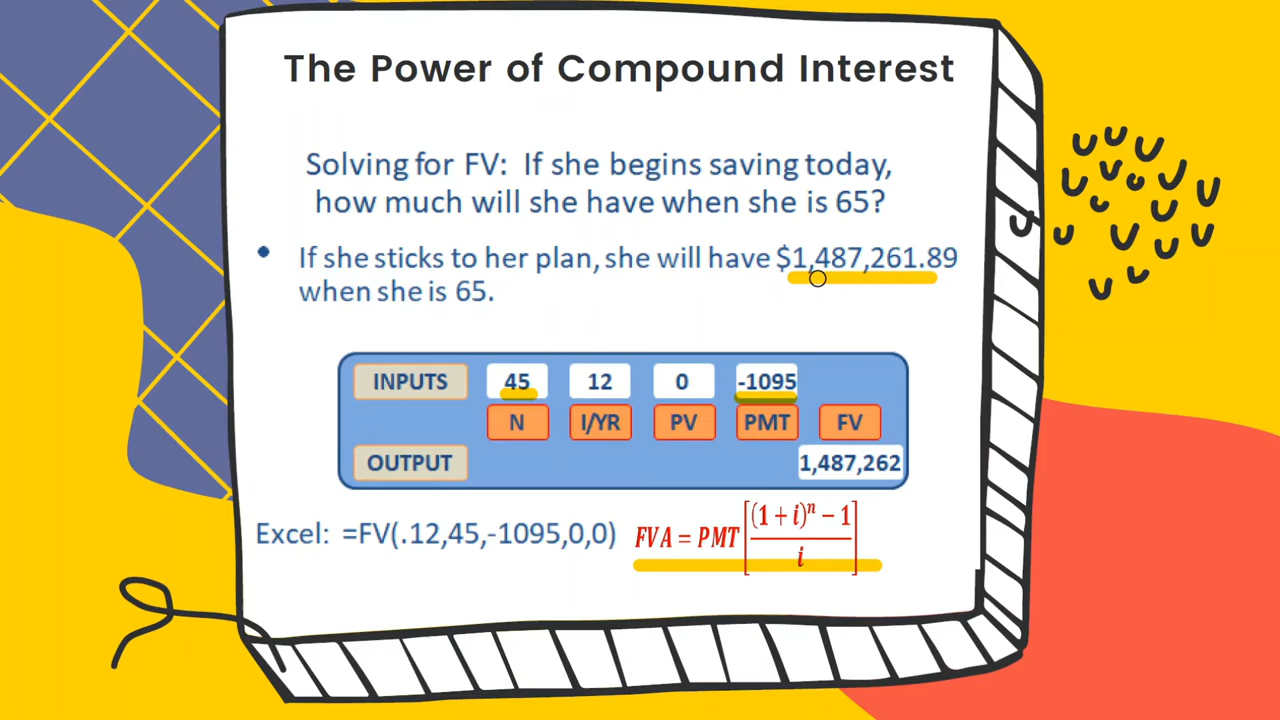 The Power of Compound Interest
Solving for FV: If she begins saving today,
how much will she have when she is 65?
• If she sticks to her plan, she will have $1,487,261.89
when she is 65.
INPUTS 45 12 0 -1095
N I/YR PV PMT FV
OUTPUT 1,487,262
Excel: =FV(.12,45,-1095,0,0)
FVA = PMT [((1 + i)ⁿ − 1) / i]